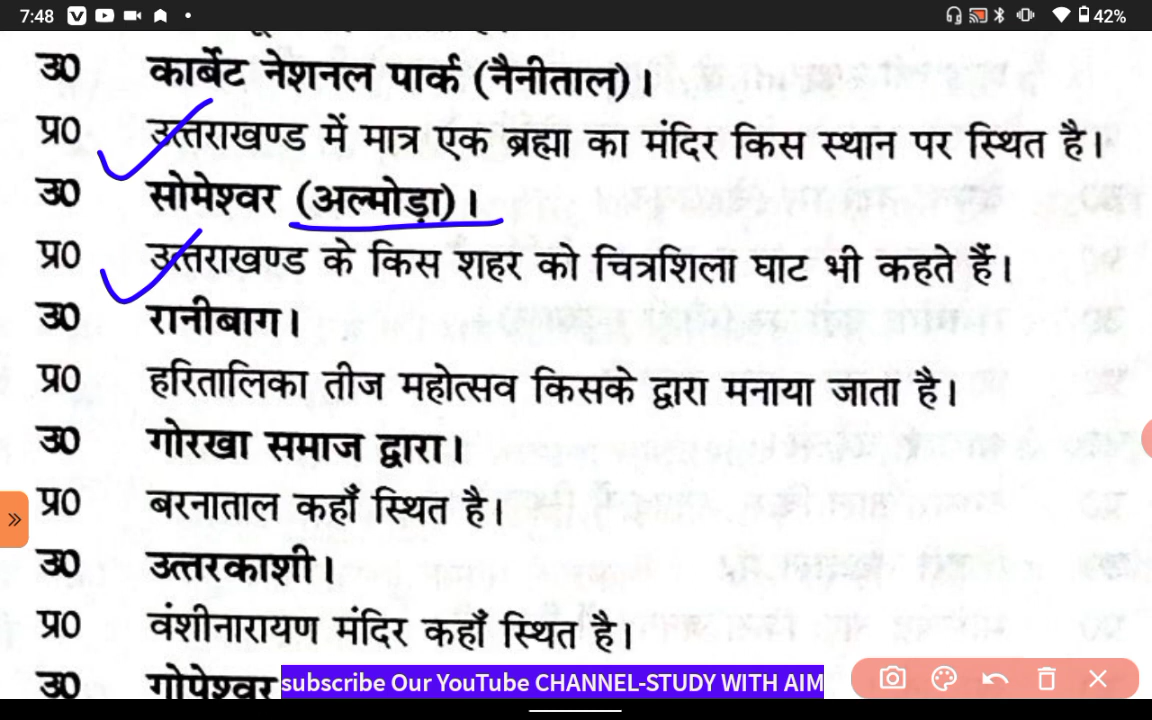 7:48
42%
उ0 कार्बेट नेशनल पार्क (नैनीताल)।
प्र0 उत्तराखण्ड में मात्र एक ब्रह्मा का मंदिर किस स्थान पर स्थित है।
उ0 सोमेश्वर (अल्मोड़ा)।
प्र0 उत्तराखण्ड के किस शहर को चित्रशिला घाट भी कहते हैं।
उ0 रानीबाग।
प्र0 हरितालिका तीज महोत्सव किसके द्वारा मनाया जाता है।
उ0 गोरखा समाज द्वारा।
प्र0 बरनाताल कहाँ स्थित है।
उ0 उत्तरकाशी।
प्र0 वंशीनारायण मंदिर कहाँ स्थित है।
उ0 गोपेश्वर
subscribe Our YouTube CHANNEL-STUDY WITH AIM